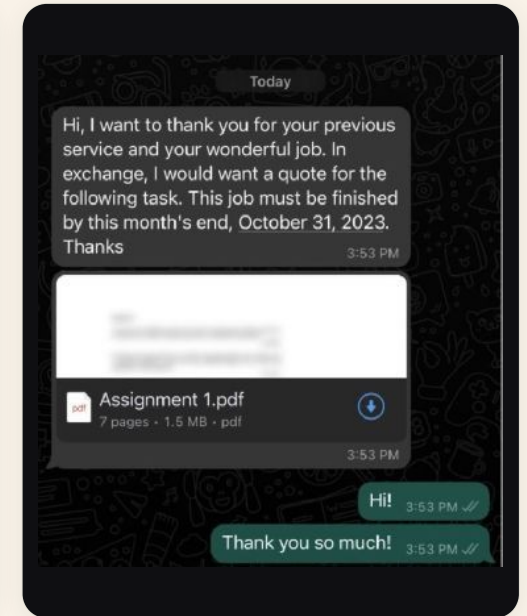 Today
Hi, I want to thank you for your previous
service and your wonderful job. In
exchange, I would want a quote for the
following task. This job must be finished
by this month's end, October 31, 2023.
Thanks
3:53 PM
pdf
Assignment 1.pdf
7 pages • 1.5 MB • pdf
3:53 PM
Hi! 3:53 PM
Thank you so much! 3:53 PM